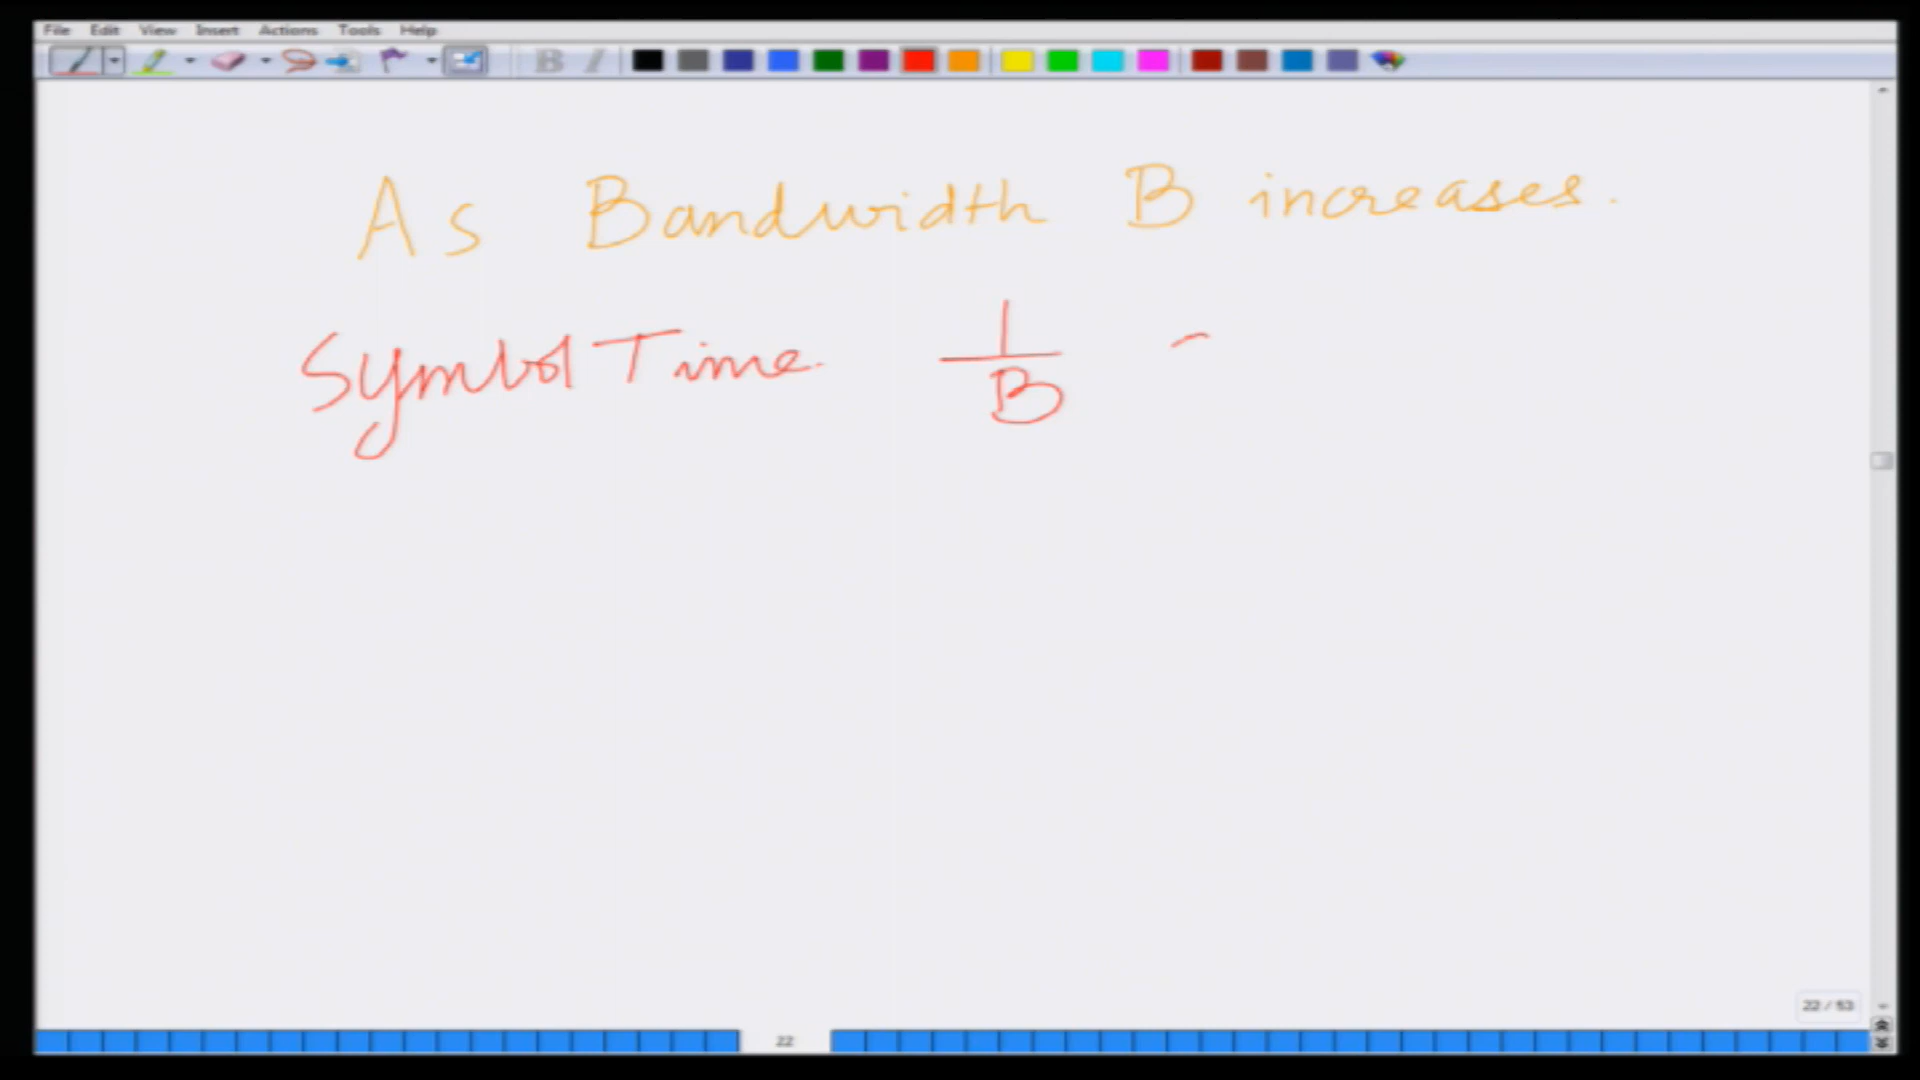 File Edit View Insert Actions Tools Help
B I
As Bandwidth B increases.
Symbol Time 1/B
22 / 53
22